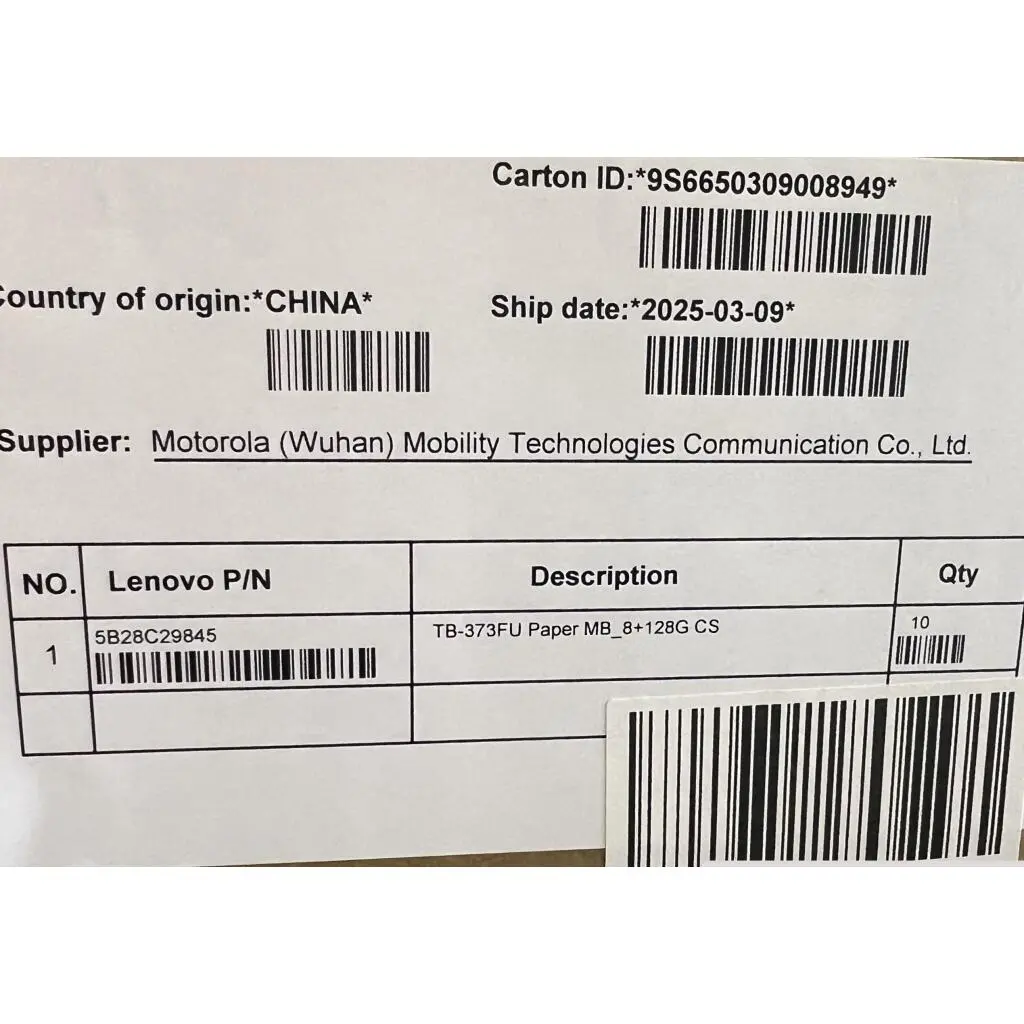 Carton ID:*9S6650309008949*
Country of origin:*CHINA*
Ship date:*2025-03-09*
Supplier: Motorola (Wuhan) Mobility Technologies Communication Co., Ltd.
NO. Lenovo P/N Description Qty
1 5B28C29845 TB-373FU Paper MB_8+128G CS 10